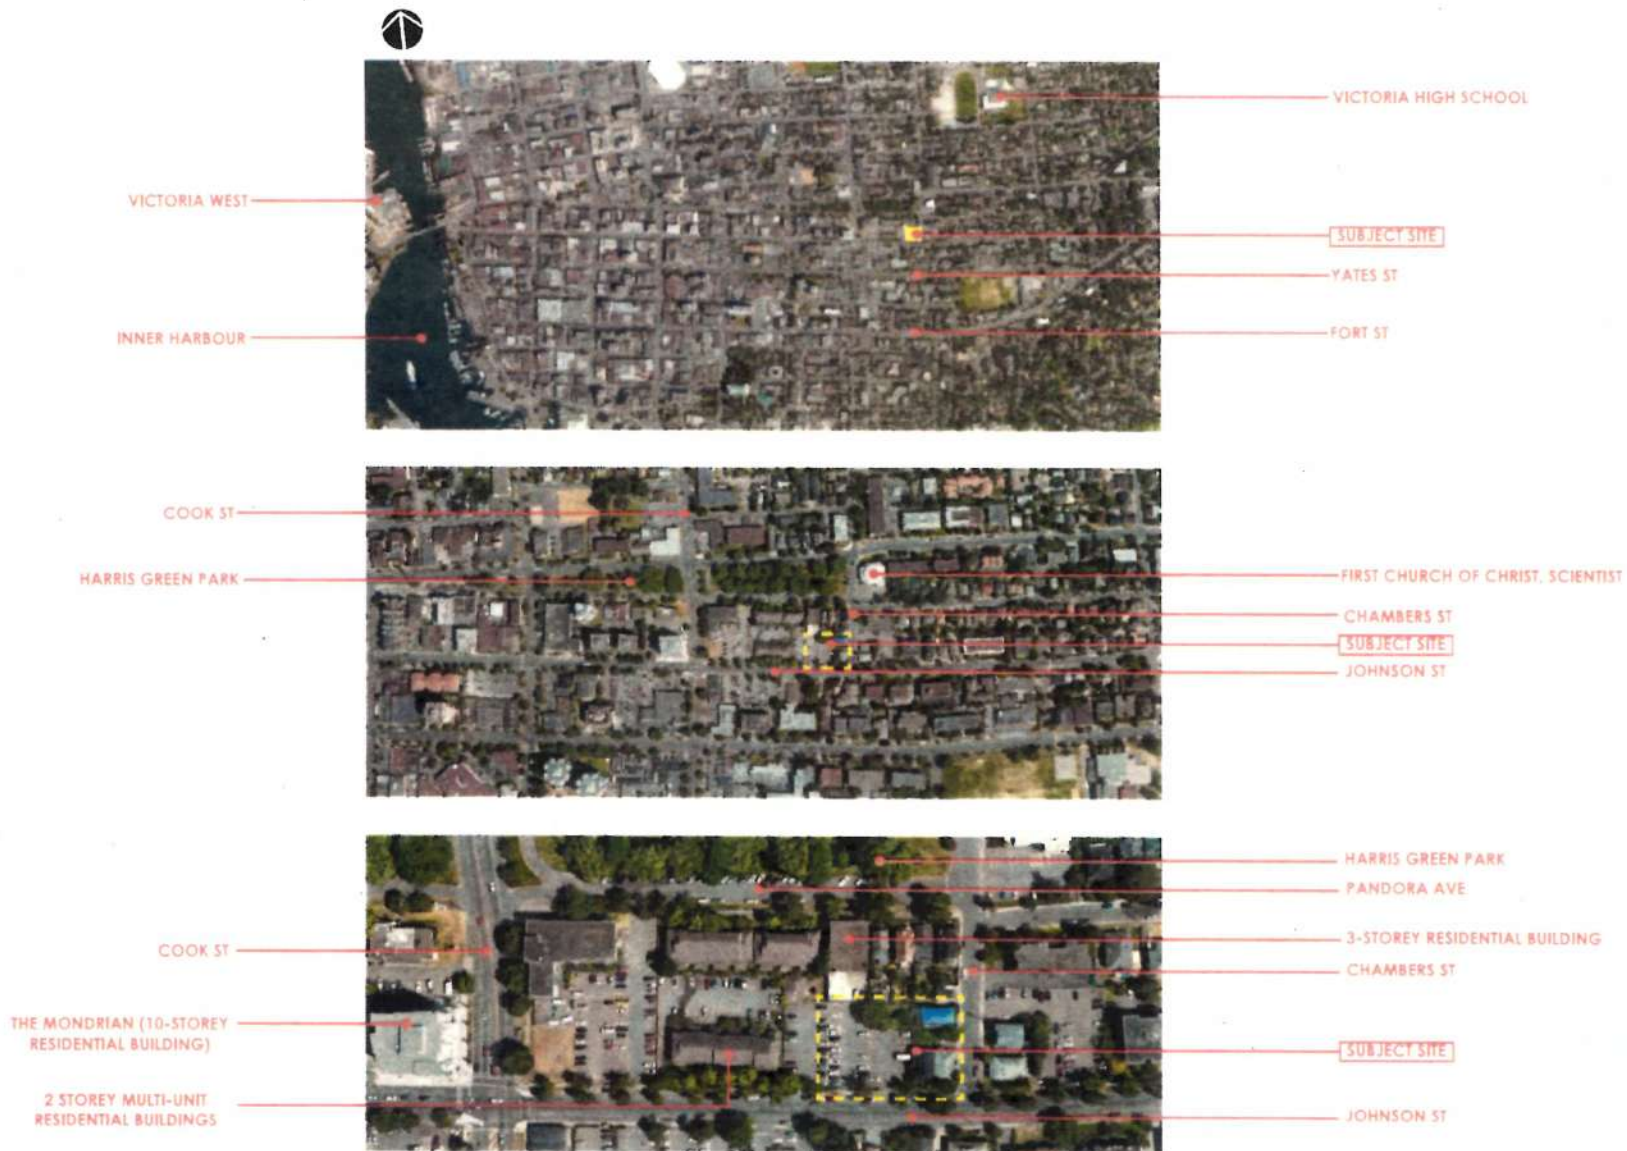 VICTORIA HIGH SCHOOL
VICTORIA WEST
SUBJECT SITE
YATES ST
INNER HARBOUR
FORT ST
COOK ST
HARRIS GREEN PARK
FIRST CHURCH OF CHRIST, SCIENTIST
CHAMBERS ST
SUBJECT SITE
JOHNSON ST
HARRIS GREEN PARK
PANDORA AVE
COOK ST
3-STOREY RESIDENTIAL BUILDING
CHAMBERS ST
THE MONDRIAN (10-STOREY
RESIDENTIAL BUILDING)
SUBJECT SITE
2 STOREY MULTI-UNIT
RESIDENTIAL BUILDINGS
JOHNSON ST